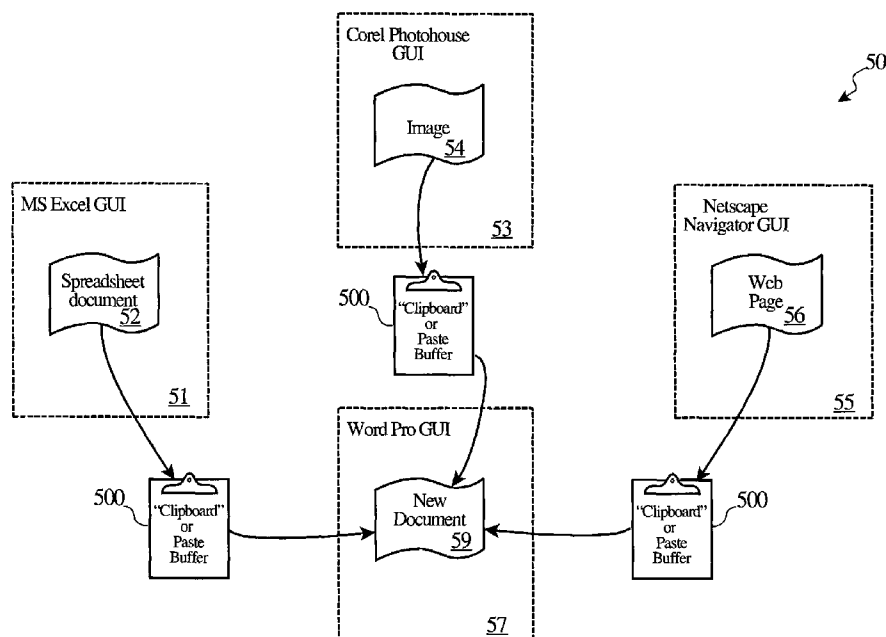 Corel Photohouse
GUI
50
Image
54
53
MS Excel GUI
Spreadsheet
document
52
51
Netscape
Navigator GUI
Web
Page
56
55
500
"Clipboard"
or
Paste
Buffer
Word Pro GUI
New
Document
59
57
500
"Clipboard"
or
Paste
Buffer
500
"Clipboard"
or
Paste
Buffer